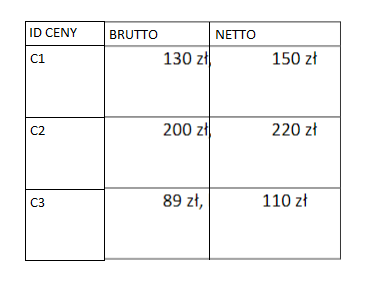 ID CENY BRUTTO NETTO
C1 130 zł, 150 zł
C2 200 zł, 220 zł
C3 89 zł, 110 zł